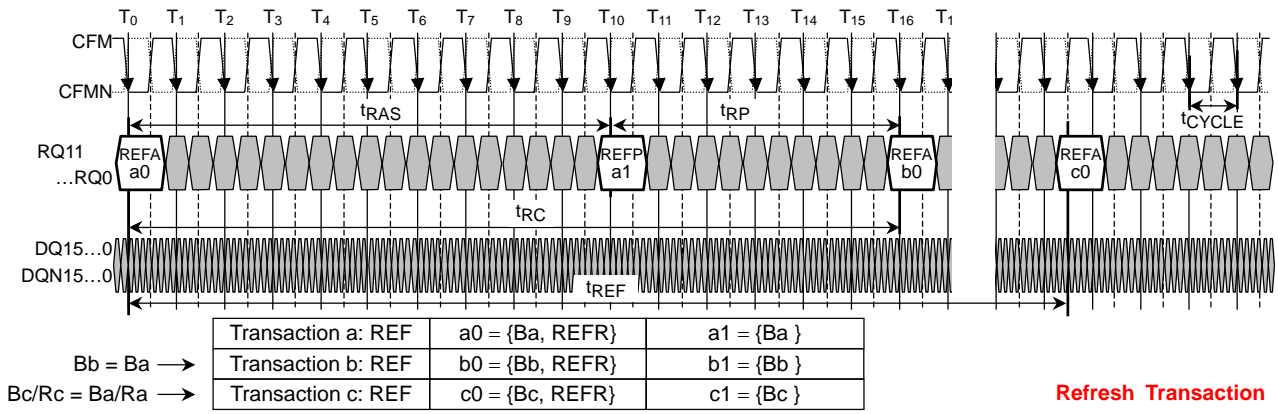 T0 T1 T2 T3 T4 T5 T6 T7 T8 T9 T10 T11 T12 T13 T14 T15 T16 T1
CFM
CFMN
tRAS tRP tCYCLE
RQ11
…RQ0
REFA a0
REFP a1
REFA b0
REFA c0
tRC
DQ15…0
DQN15…0
tREF
Transaction a: REF a0 = {Ba, REFR} a1 = {Ba }
Bb = Ba → Transaction b: REF b0 = {Bb, REFR} b1 = {Bb }
Bc/Rc = Ba/Ra → Transaction c: REF c0 = {Bc, REFR} c1 = {Bc }
Refresh Transaction